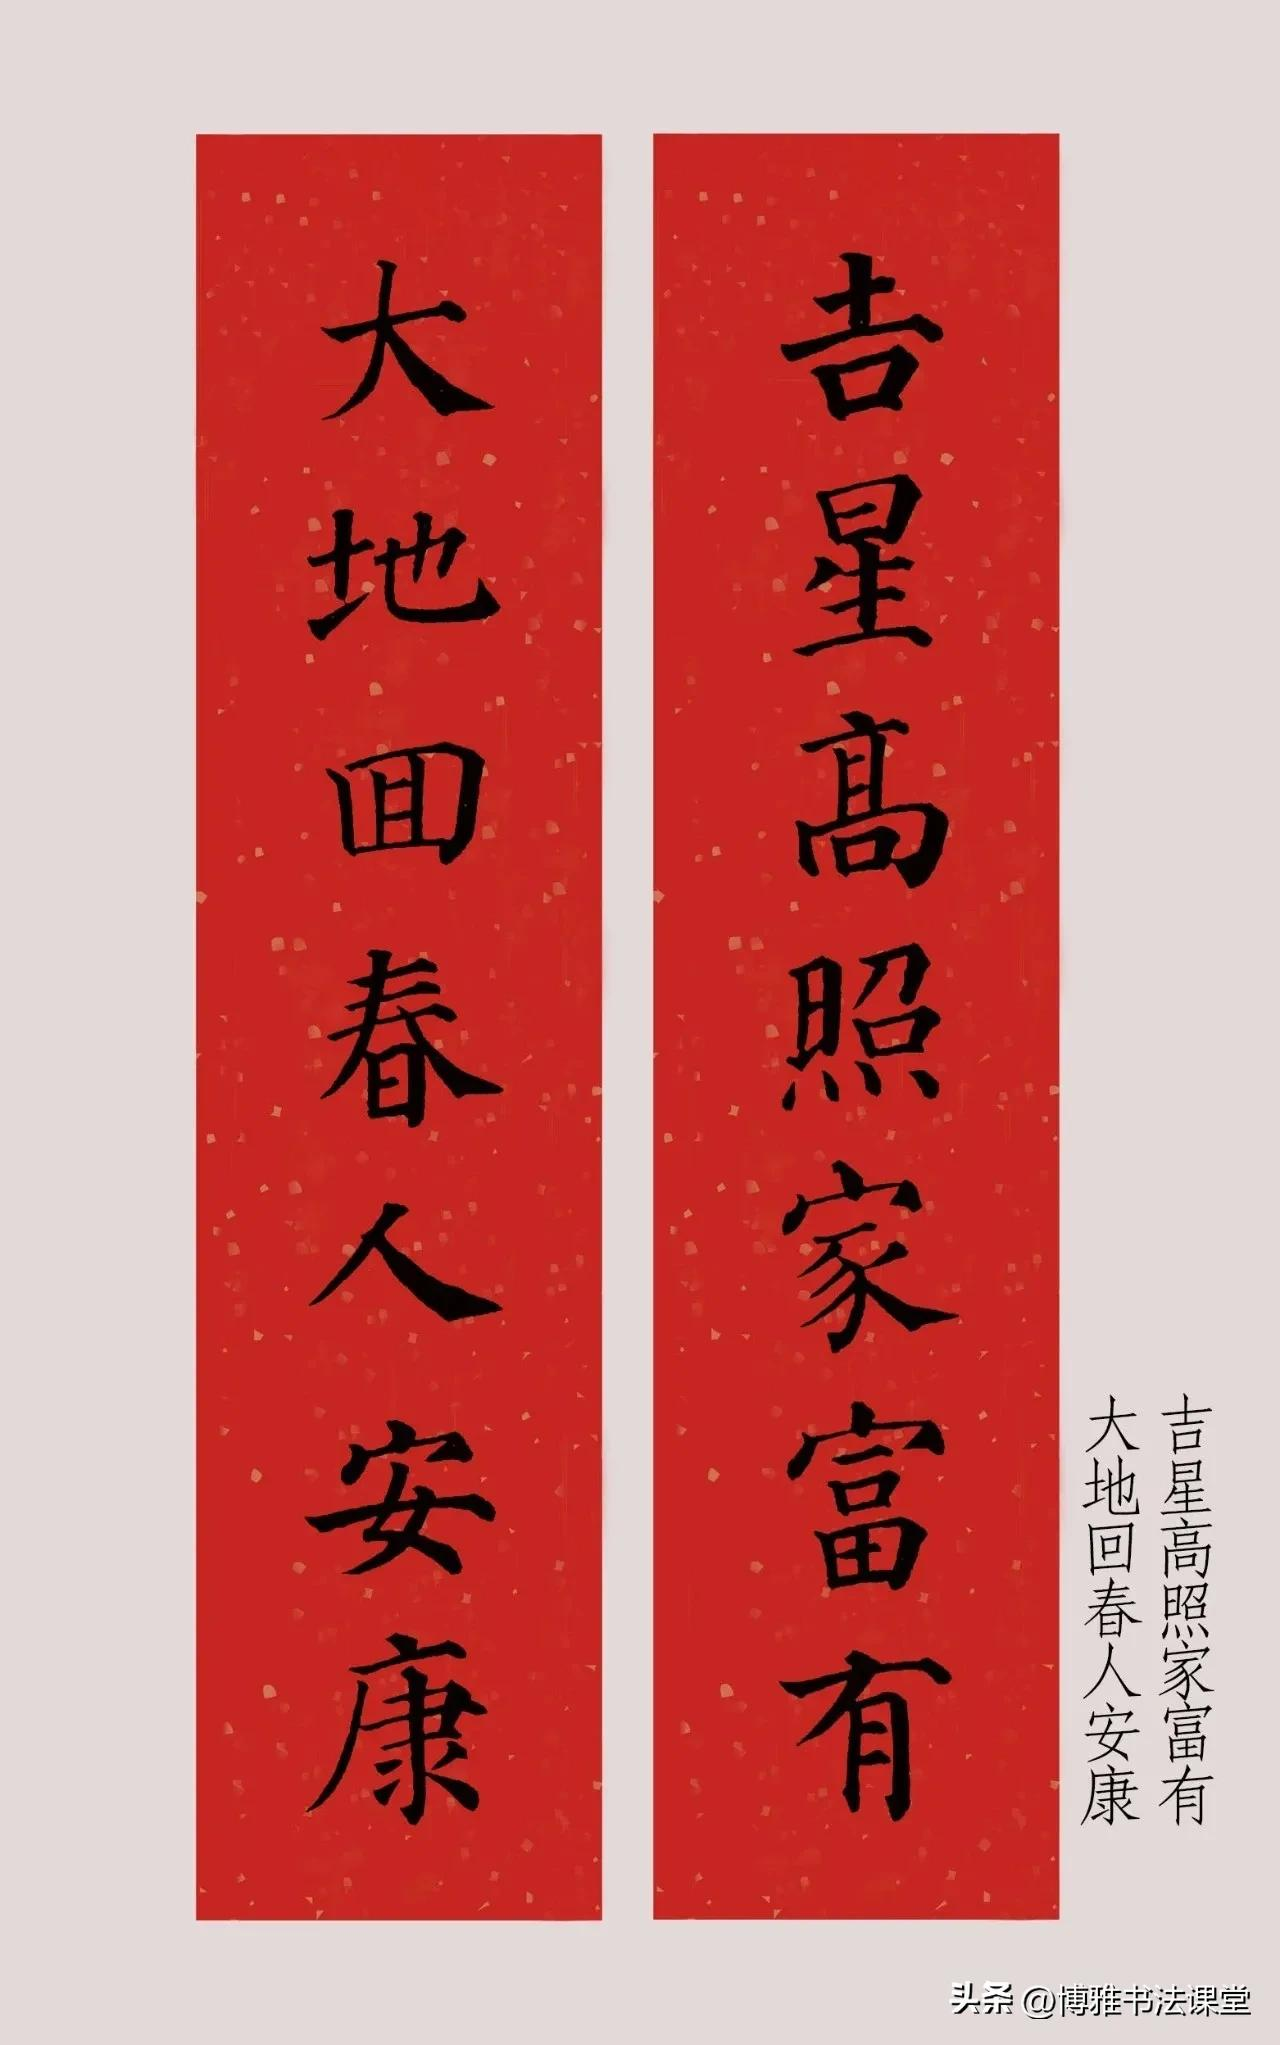 吉星髙照家富有
大地囬春人安康
吉星高照家富有
大地回春人安康
头条 @博雅书法课堂